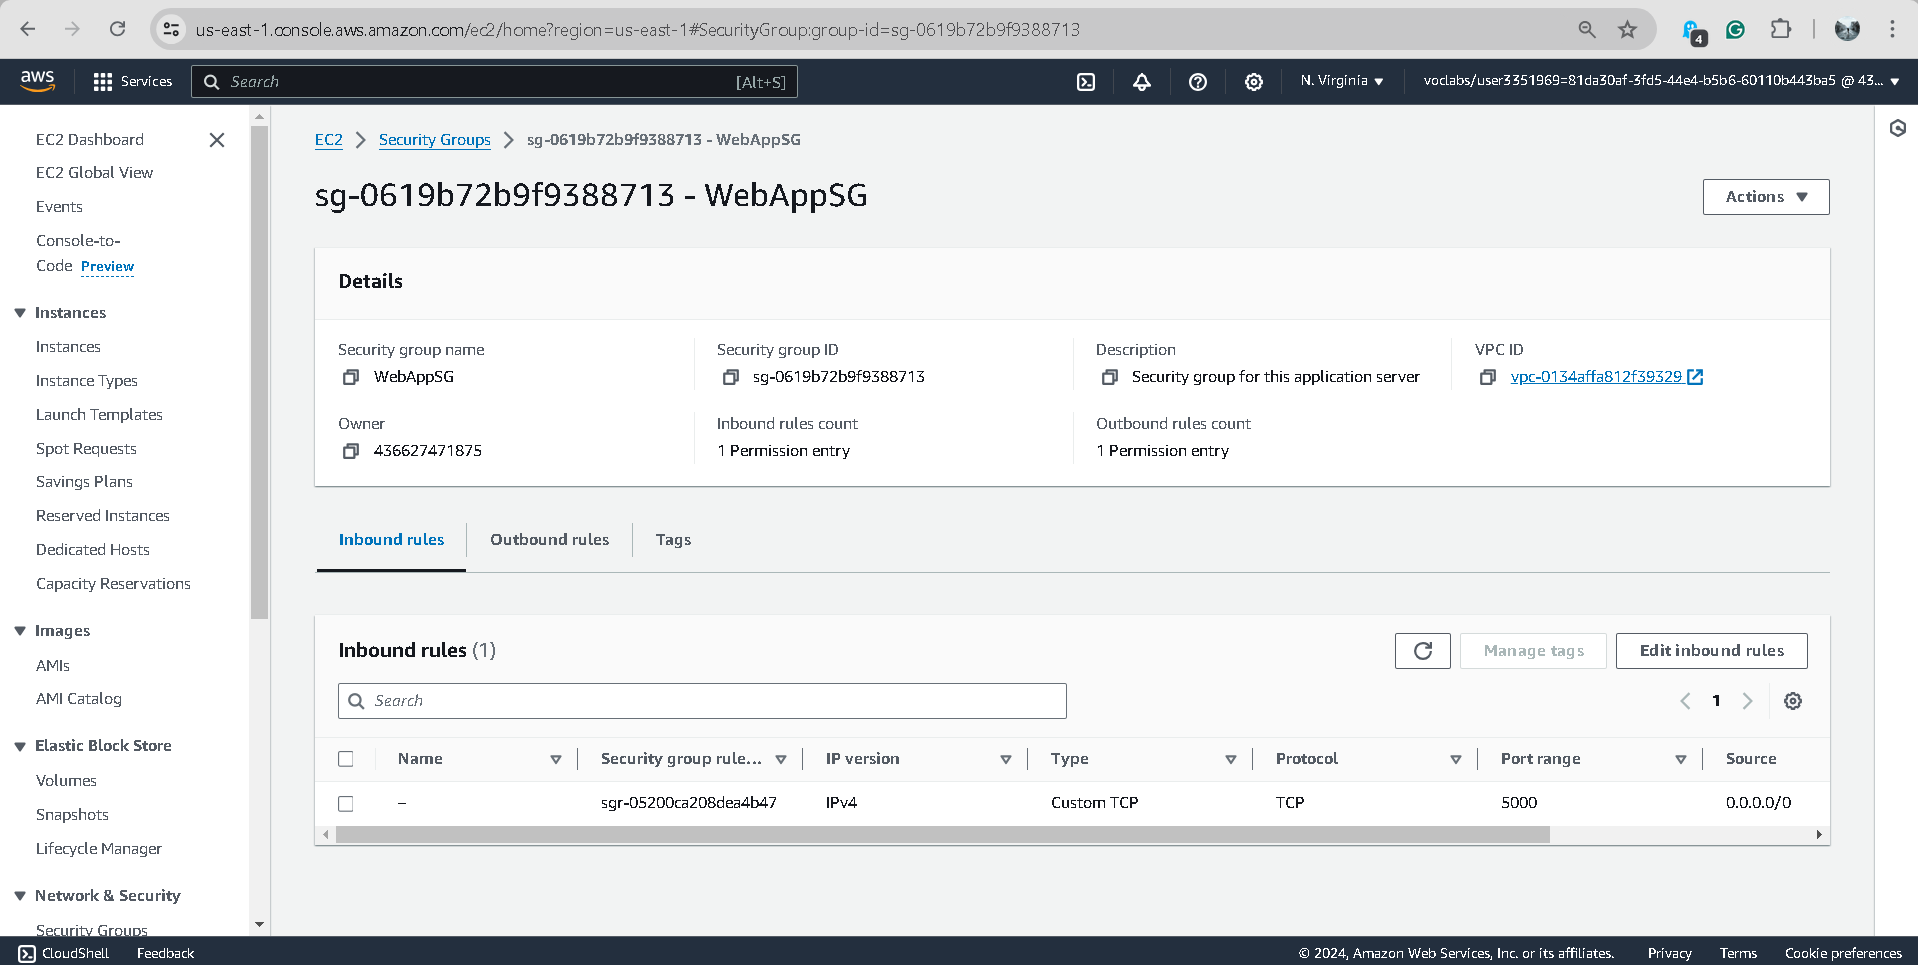 us-east-1.console.aws.amazon.com/ec2/home?region=us-east-1#SecurityGroup:group-id=sg-0619b72b9f9388713
4
aws
Services
Search
[Alt+S]
N. Virginia
voclabs/user3351969=81da30af-3fd5-44e4-b5b6-60110b443ba5 @ 43...
EC2 Dashboard
EC2 Global View
Events
Console-to-
Code Preview
Instances
Instances
Instance Types
Launch Templates
Spot Requests
Savings Plans
Reserved Instances
Dedicated Hosts
Capacity Reservations
Images
AMIs
AMI Catalog
Elastic Block Store
Volumes
Snapshots
Lifecycle Manager
Network & Security
Security Groups
EC2
Security Groups
sg-0619b72b9f9388713 - WebAppSG
sg-0619b72b9f9388713 - WebAppSG
Actions
Details
Security group name
WebAppSG
Security group ID
sg-0619b72b9f9388713
Description
Security group for this application server
VPC ID
vpc-0134affa812f39329
Owner
436627471875
Inbound rules count
1 Permission entry
Outbound rules count
1 Permission entry
Inbound rules
Outbound rules
Tags
Inbound rules (1)
Manage tags
Edit inbound rules
Search
1
Name
Security group rule...
IP version
Type
Protocol
Port range
Source
–
sgr-05200ca208dea4b47
IPv4
Custom TCP
TCP
5000
0.0.0.0/0
CloudShell
Feedback
© 2024, Amazon Web Services, Inc. or its affiliates.
Privacy
Terms
Cookie preferences